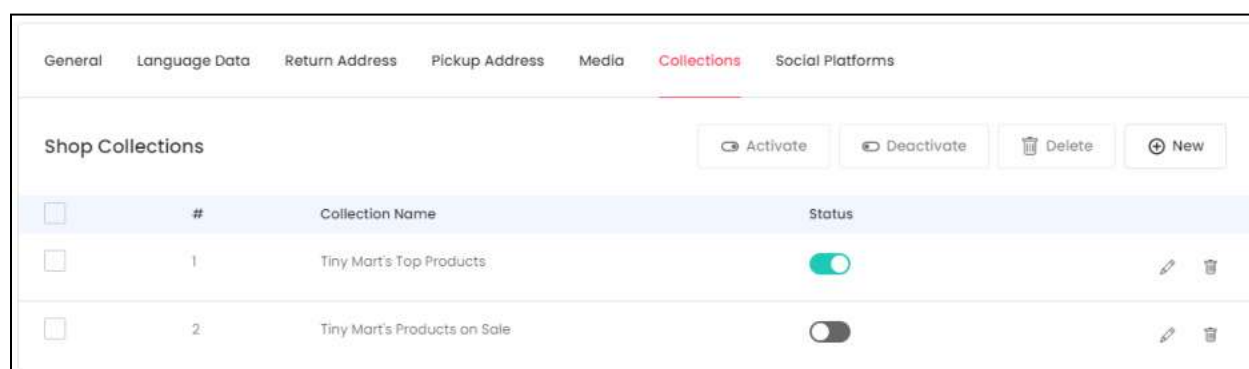 General Language Data Return Address Pickup Address Media Collections Social Platforms
Shop Collections Activate Deactivate Delete New
# Collection Name Status
1 Tiny Mart's Top Products
2 Tiny Mart's Products on Sale